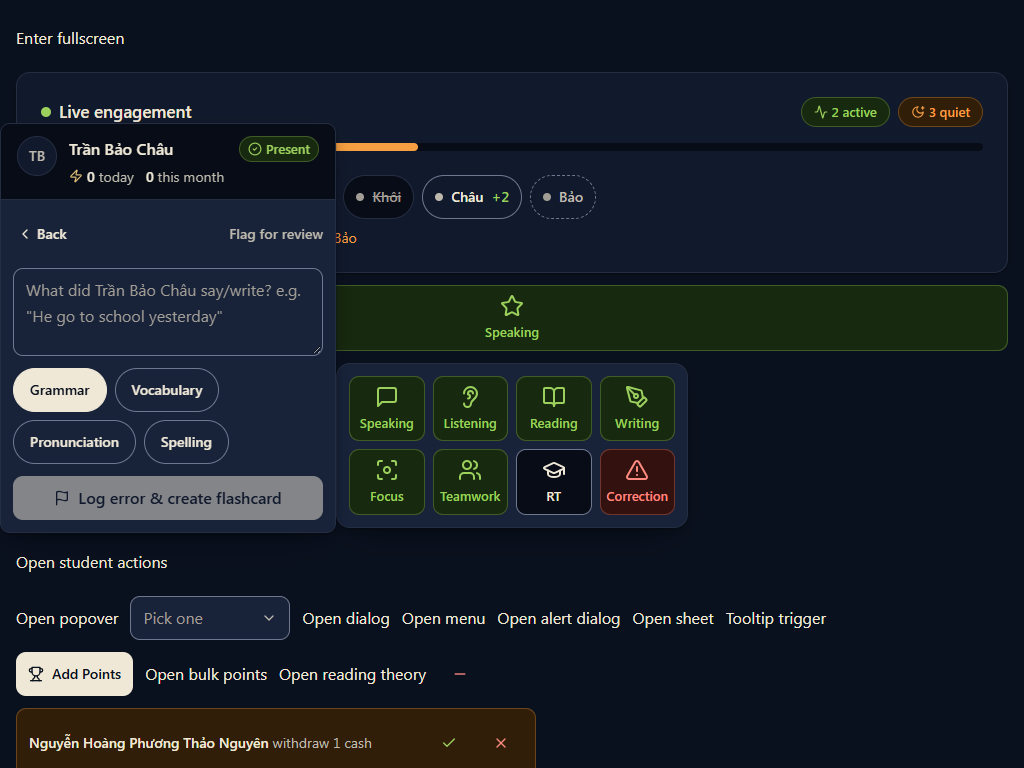 Enter fullscreen
Live engagement
2 active
3 quiet
TB
Trần Bảo Châu
Present
0 today
0 this month
Khôi
Châu +2
Bảo
Back
Flag for review
Bảo
What did Trần Bảo Châu say/write? e.g.
"He go to school yesterday"
Speaking
Grammar
Vocabulary
Pronunciation
Spelling
Log error & create flashcard
Speaking
Listening
Reading
Writing
Focus
Teamwork
RT
Correction
Open student actions
Open popover
Pick one
Open dialog
Open menu
Open alert dialog
Open sheet
Tooltip trigger
Add Points
Open bulk points
Open reading theory
Nguyễn Hoàng Phương Thảo Nguyên withdraw 1 cash